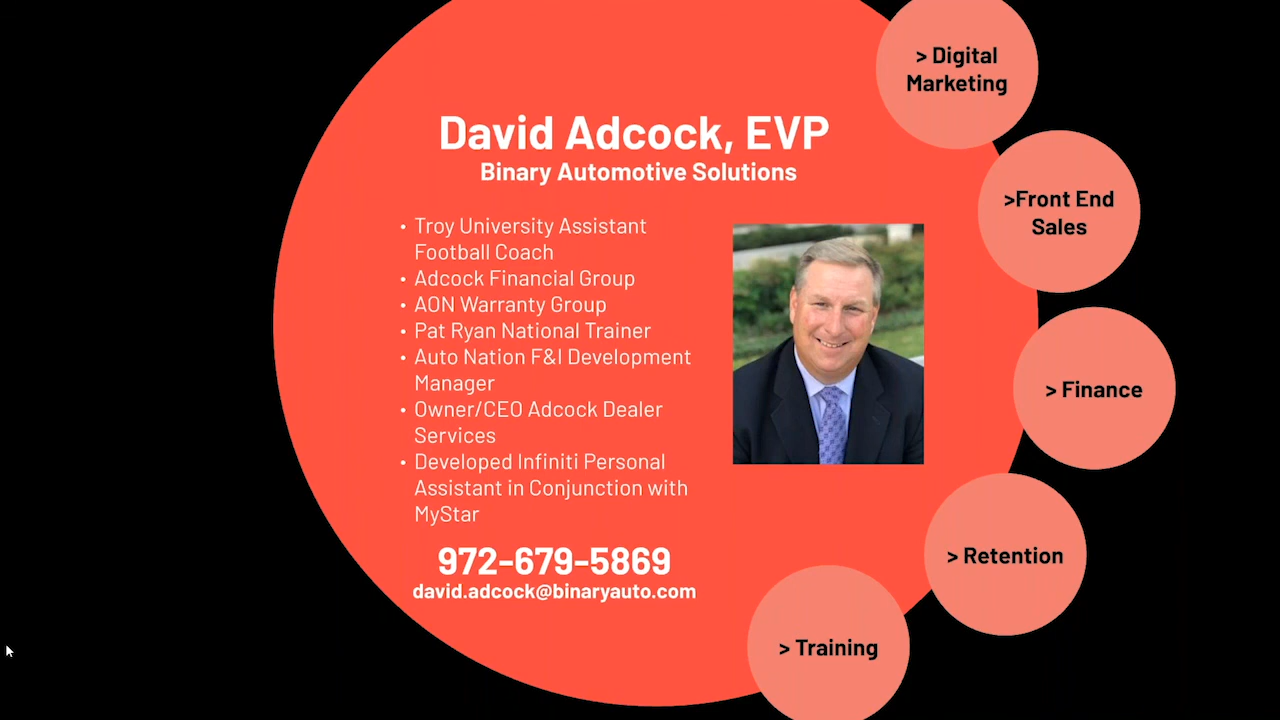 David Adcock, EVP
Binary Automotive Solutions
• Troy University Assistant
Football Coach
• Adcock Financial Group
• AON Warranty Group
• Pat Ryan National Trainer
• Auto Nation F&I Development
Manager
• Owner/CEO Adcock Dealer
Services
• Developed Infiniti Personal
Assistant in Conjunction with
MyStar
972-679-5869
david.adcock@binaryauto.com
> Digital
Marketing
>Front End
Sales
> Finance
> Retention
> Training